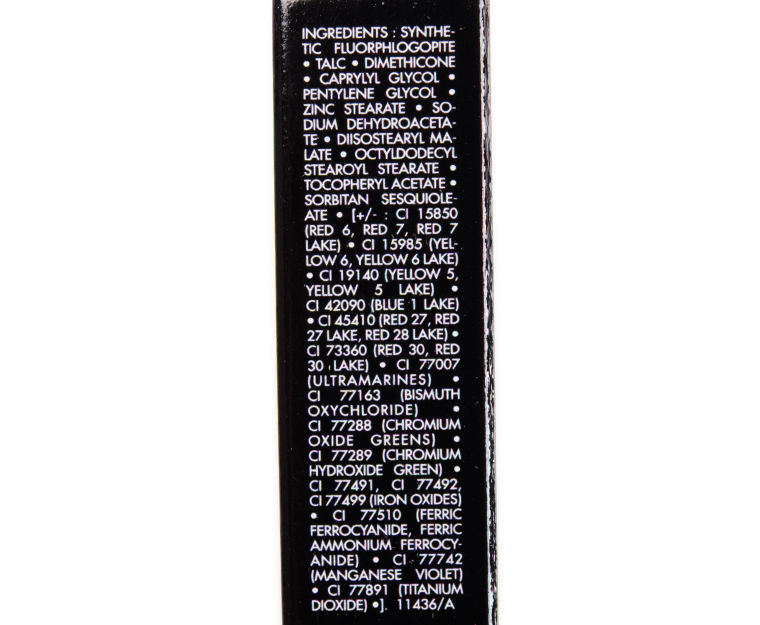 INGREDIENTS : SYNTHE-
TIC FLUORPHLOGOPITE
• TALC • DIMETHICONE
• CAPRYLYL GLYCOL •
PENTYLENE GLYCOL •
ZINC STEARATE • SO-
DIUM DEHYDROACETA-
TE • DIISOSTEARYL MA-
LATE • OCTYLDODECYL
STEAROYL STEARATE •
TOCOPHERYL ACETATE •
SORBITAN SESQUIOLE-
ATE • [+/- : CI 15850
(RED 6, RED 7, RED 7
LAKE) • CI 15985 (YEL-
LOW 6, YELLOW 6 LAKE)
• CI 19140 (YELLOW 5,
YELLOW 5 LAKE) •
CI 42090 (BLUE 1 LAKE)
• CI 45410 (RED 27, RED
27 LAKE, RED 28 LAKE) •
CI 73360 (RED 30, RED
30 LAKE) • CI 77007
(ULTRAMARINES) •
CI 77163 (BISMUTH
OXYCHLORIDE) •
CI 77288 (CHROMIUM
OXIDE GREENS) •
CI 77289 (CHROMIUM
HYDROXIDE GREEN) •
CI 77491, CI 77492,
CI 77499 (IRON OXIDES)
• CI 77510 (FERRIC
FERROCYANIDE, FERRIC
AMMONIUM FERROCY-
ANIDE) • CI 77742
(MANGANESE VIOLET)
• CI 77891 (TITANIUM
DIOXIDE) •]. 11436/A